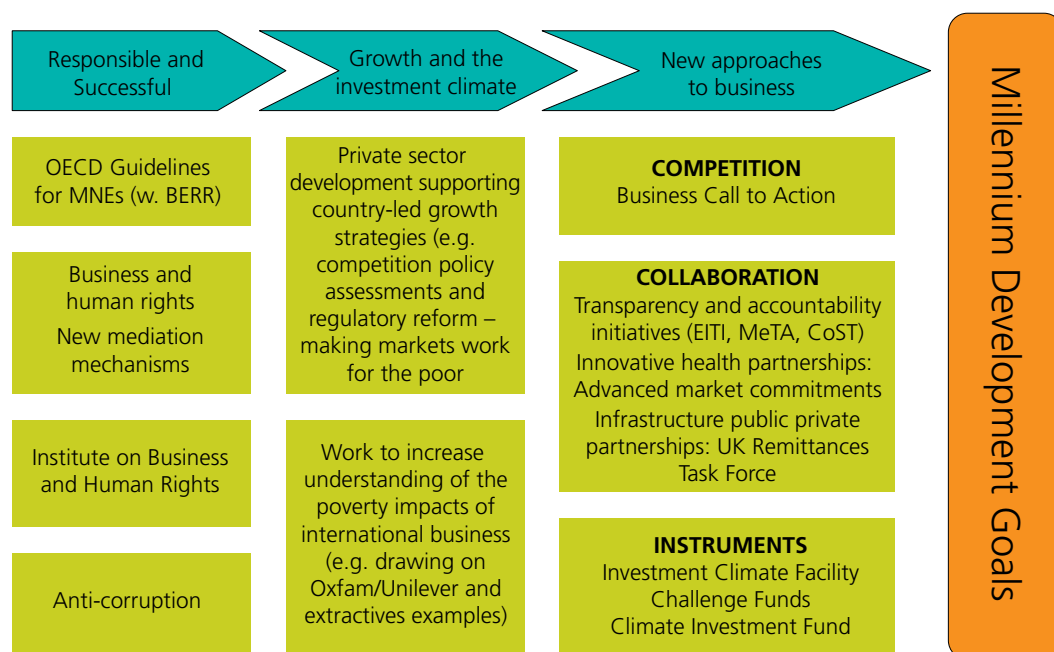 Responsible and
Successful
Growth and the
investment climate
New approaches
to business
OECD Guidelines
for MNEs (w. BERR)
Business and
human rights
New mediation
mechanisms
Institute on Business
and Human Rights
Anti-corruption
Private sector
development supporting
country-led growth
strategies (e.g.
competition policy
assessments and
regulatory reform –
making markets work
for the poor
Work to increase
understanding of the
poverty impacts of
international business
(e.g. drawing on
Oxfam/Unilever and
extractives examples)
COMPETITION
Business Call to Action
COLLABORATION
Transparency and accountability
initiatives (EITI, MeTA, CoST)
Innovative health partnerships:
Advanced market commitments
Infrastructure public private
partnerships: UK Remittances
Task Force
INSTRUMENTS
Investment Climate Facility
Challenge Funds
Climate Investment Fund
Millennium Development Goals